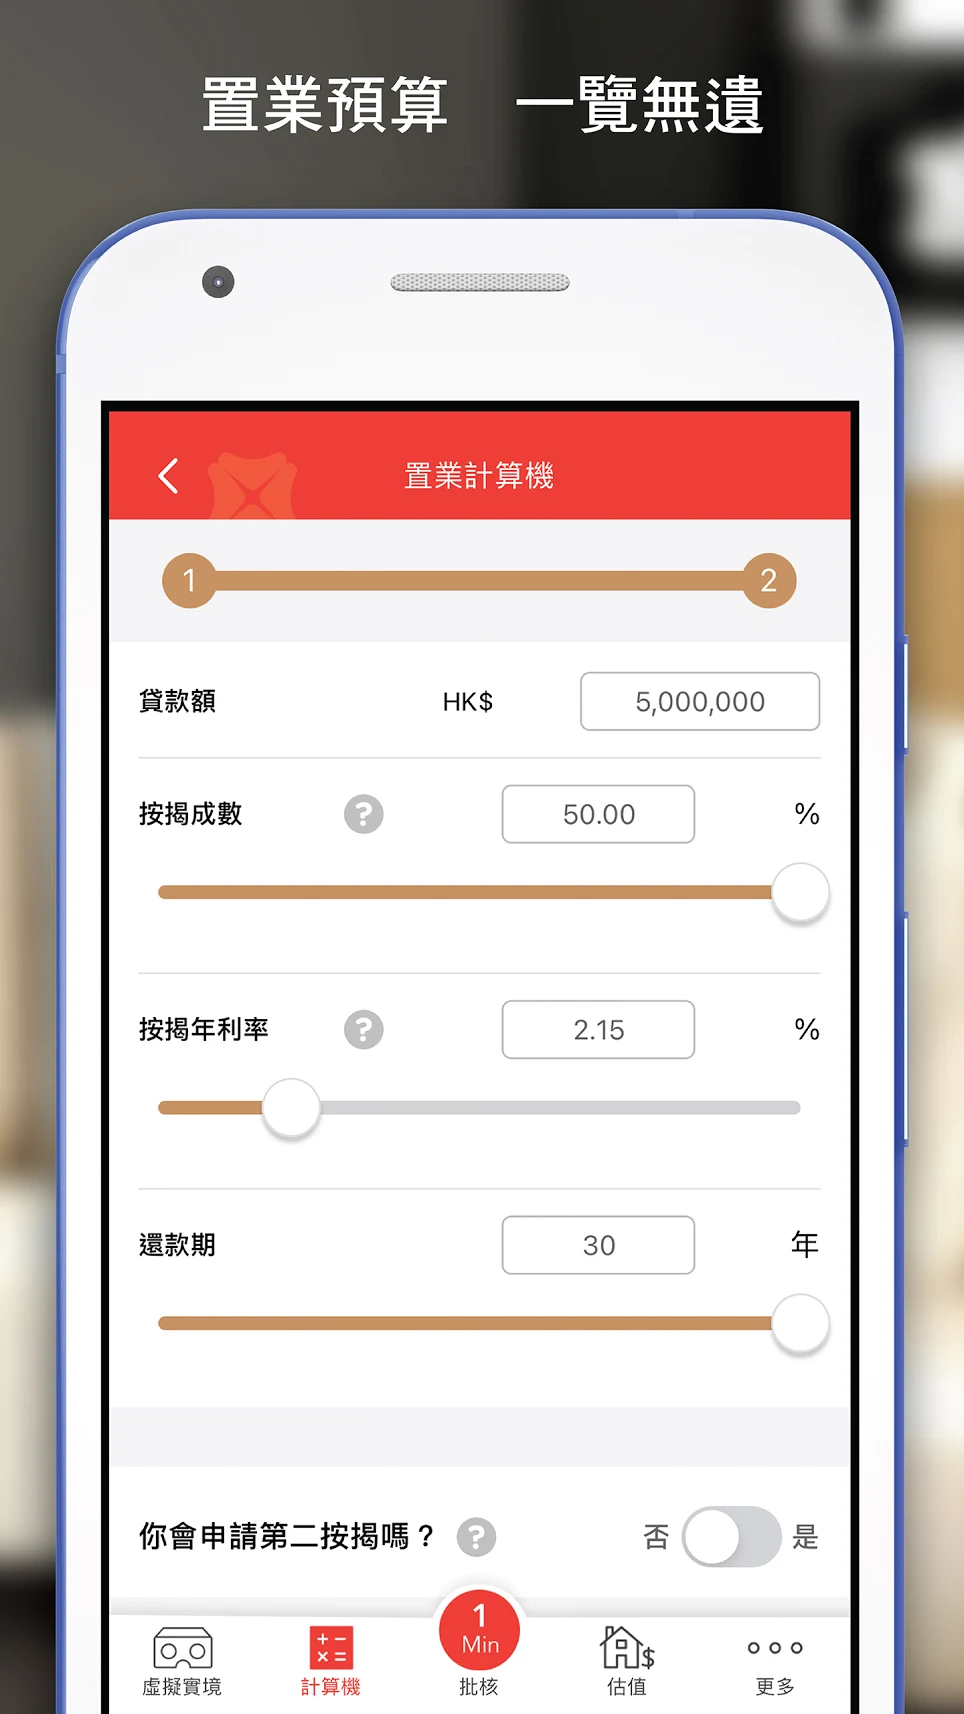 置業預算 一覽無遺
置業計算機
1 2
貸款額 HK$ 5,000,000
按揭成數 ? 50.00 %
按揭年利率 ? 2.15 %
還款期 30 年
你會申請第二按揭嗎？ ? 否 是
1
Min
虛擬實境 計算機 批核 估值 更多